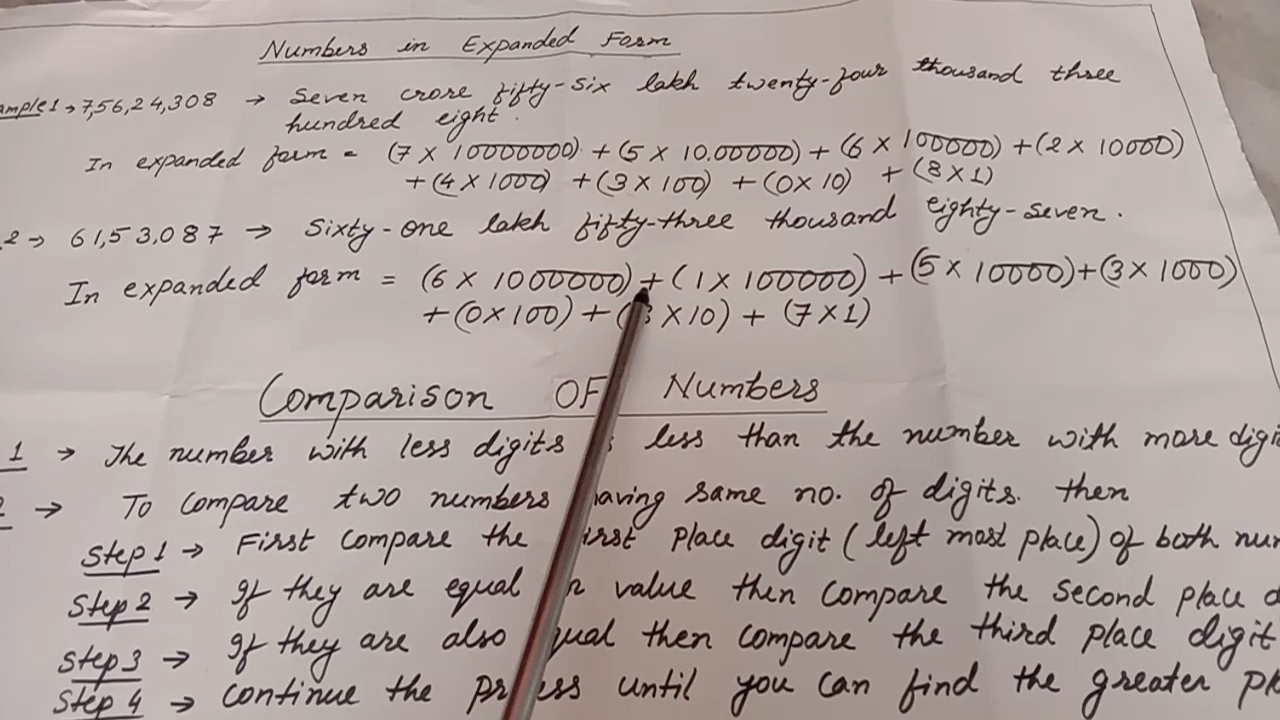 Numbers in Expanded Form
ample1 → 7,56,24,308 → Seven crore fifty-six lakh twenty-four thousand three
hundred eight.
In expanded form = (7 × 10000000) + (5 × 10,00000) + (6 × 100000) + (2 × 10000)
+ (4 × 1000) + (3 × 100) + (0 × 10) + (8 × 1)
2 → 61,53,087 → Sixty-one lakh fifty-three thousand eighty-seven.
In expanded form = (6 × 1000000) + (1 × 100000) + (5 × 10000) + (3 × 1000)
+ (0 × 100) + ( × 10) + (7 × 1)
Comparison OF Numbers
1 → The number with less digits less than the number with more digi
2 → To compare two numbers aving same no. of digits. then
Step 1 → First compare the irst place digit (left most place) of both nu
Step 2 → If they are equal value then compare the second place
Step 3 → If they are also qual then compare the third place digit
Step 4 → Continue the pr ess until you can find the greater pl